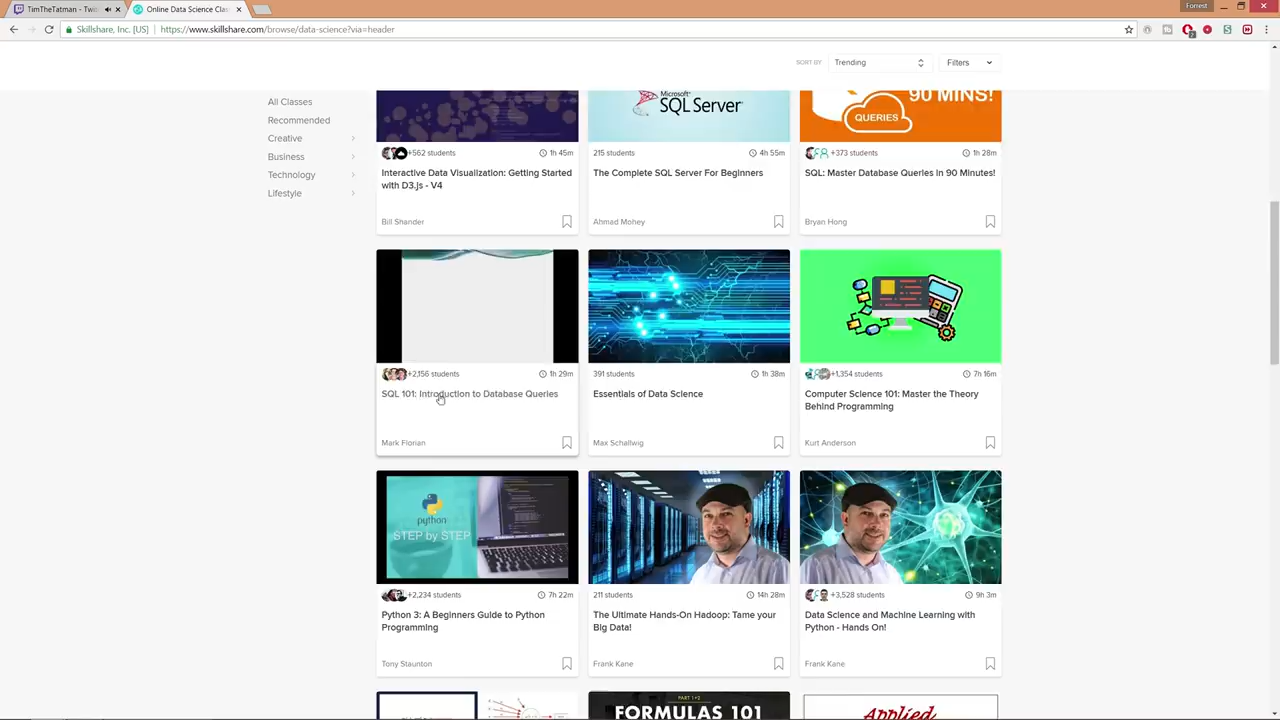 TimTheTatman - Twi
Online Data Science Clas
Forrest
Skillshare, Inc. [US]
https://www.skillshare.com/browse/data-science?via=header
SORT BY
Trending
Filters
All Classes
Recommended
Creative
Business
Technology
Lifestyle
Microsoft
SQL Server
90 MINS!
QUERIES
+562 students
1h 45m
Interactive Data Visualization: Getting Started
with D3.js - V4
Bill Shander
215 students
4h 55m
The Complete SQL Server For Beginners
Ahmad Mohey
+373 students
1h 28m
SQL: Master Database Queries in 90 Minutes!
Bryan Hong
+2,156 students
1h 29m
SQL 101: Introduction to Database Queries
Mark Florian
391 students
1h 38m
Essentials of Data Science
Max Schallwig
+1,354 students
7h 16m
Computer Science 101: Master the Theory
Behind Programming
Kurt Anderson
python
STEP by STEP
+2,234 students
7h 22m
Python 3: A Beginners Guide to Python
Programming
Tony Staunton
211 students
14h 28m
The Ultimate Hands-On Hadoop: Tame your
Big Data!
Frank Kane
+3,528 students
9h 3m
Data Science and Machine Learning with
Python - Hands On!
Frank Kane
PART 1+2
FORMULAS 101
Applied